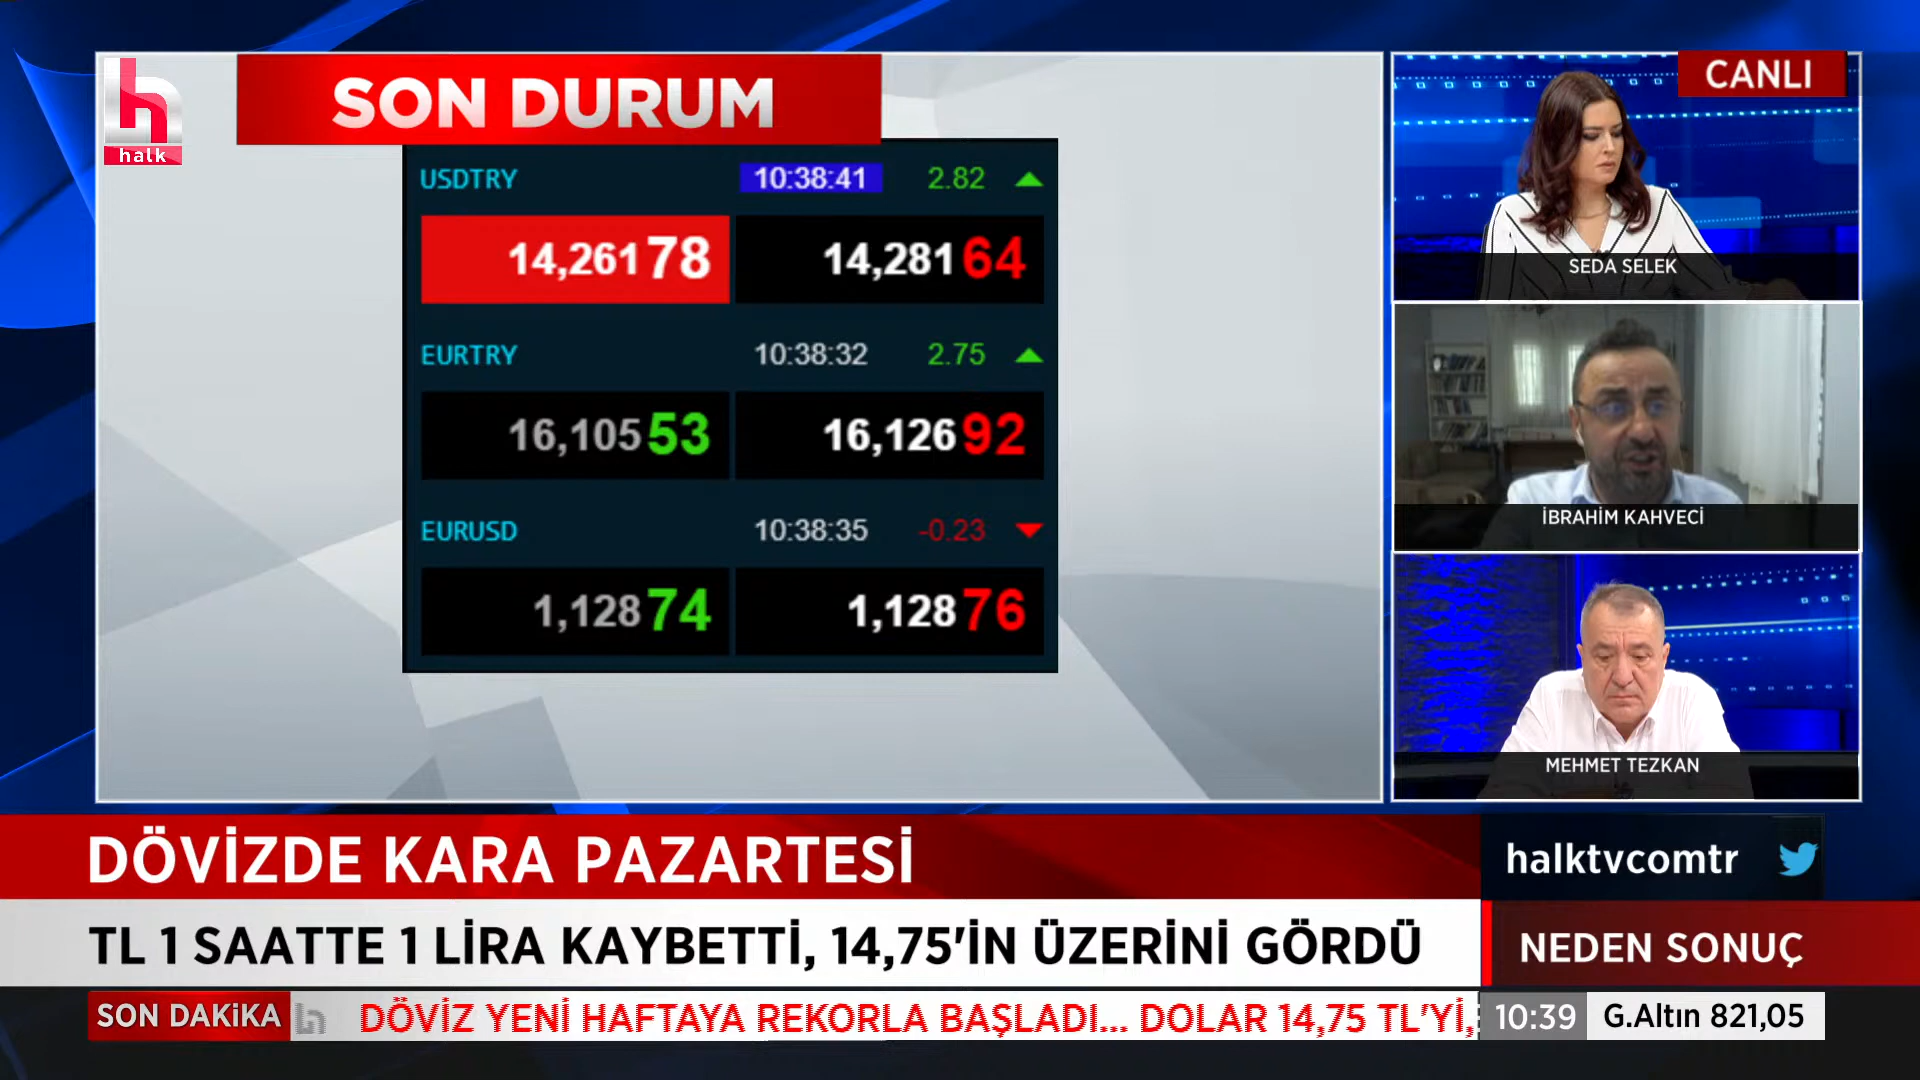 h
halk
SON DURUM
USDTRY 10:38:41 2.82
14,26178 14,28164
EURTRY 10:38:32 2.75
16,10553 16,12692
EURUSD 10:38:35 -0.23
1,12874 1,12876
CANLI
SEDA SELEK
İBRAHİM KAHVECİ
MEHMET TEZKAN
DÖVİZDE KARA PAZARTESİ
halktvcomtr
TL 1 SAATTE 1 LİRA KAYBETTİ, 14,75'İN ÜZERİNİ GÖRDÜ
NEDEN SONUÇ
SON DAKİKA h DÖVİZ YENİ HAFTAYA REKORLA BAŞLADI... DOLAR 14,75 TL'Yİ, 10:39 G.Altın 821,05